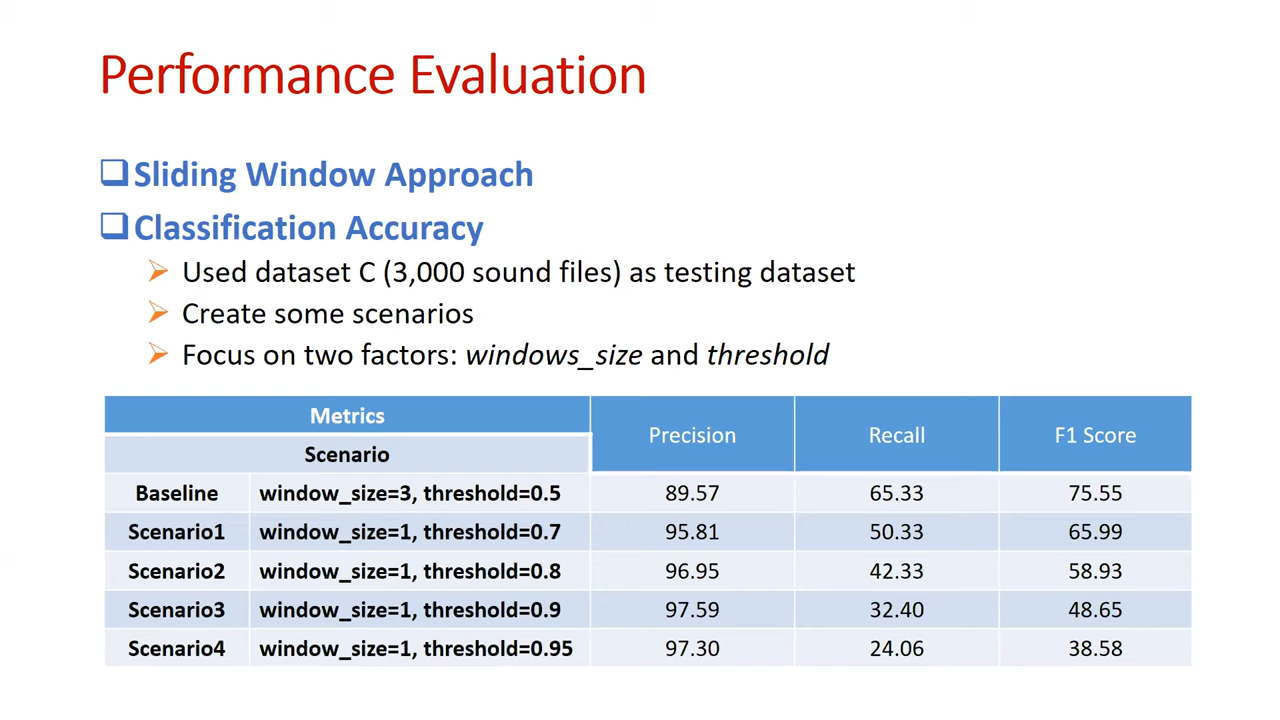 Performance Evaluation
Sliding Window Approach
Classification Accuracy
Used dataset C (3,000 sound files) as testing dataset
Create some scenarios
Focus on two factors: windows_size and threshold
Metrics Precision Recall F1 Score
Scenario
Baseline window_size=3, threshold=0.5 89.57 65.33 75.55
Scenario1 window_size=1, threshold=0.7 95.81 50.33 65.99
Scenario2 window_size=1, threshold=0.8 96.95 42.33 58.93
Scenario3 window_size=1, threshold=0.9 97.59 32.40 48.65
Scenario4 window_size=1, threshold=0.95 97.30 24.06 38.58